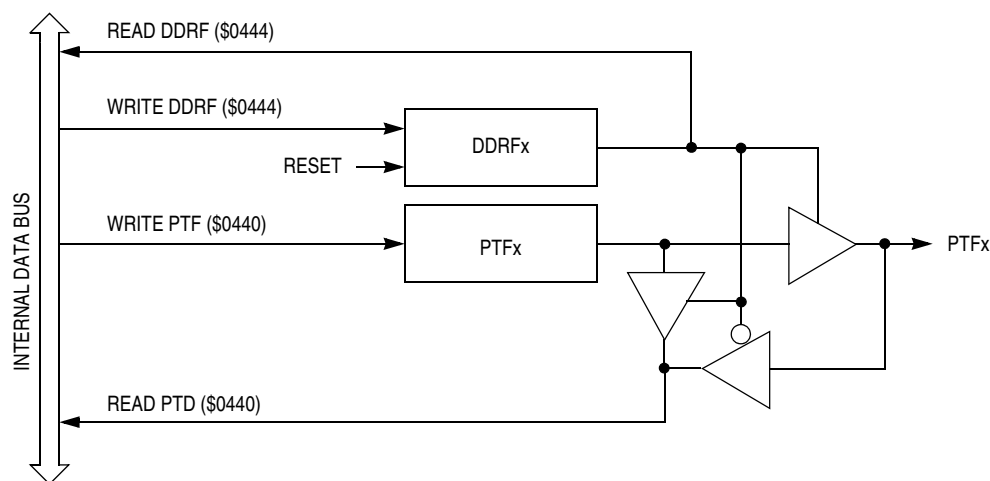 READ DDRF ($0444)
WRITE DDRF ($0444)
DDRFx
RESET
WRITE PTF ($0440)
PTFx
PTFx
INTERNAL DATA BUS
READ PTD ($0440)